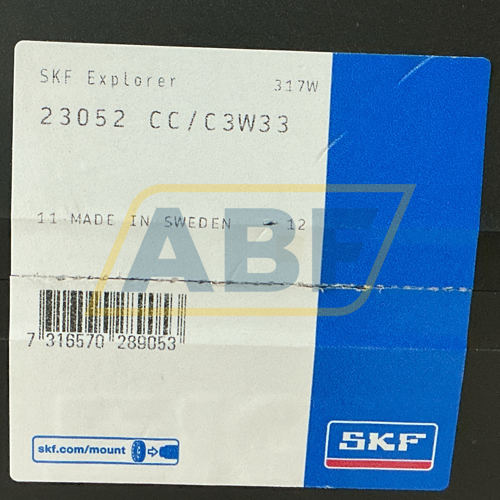 SKF Explorer 317W
23052 CC/C3W33
11 MADE IN SWEDEN - 12
ABF
7 316570 289053
skf.com/mount
SKF